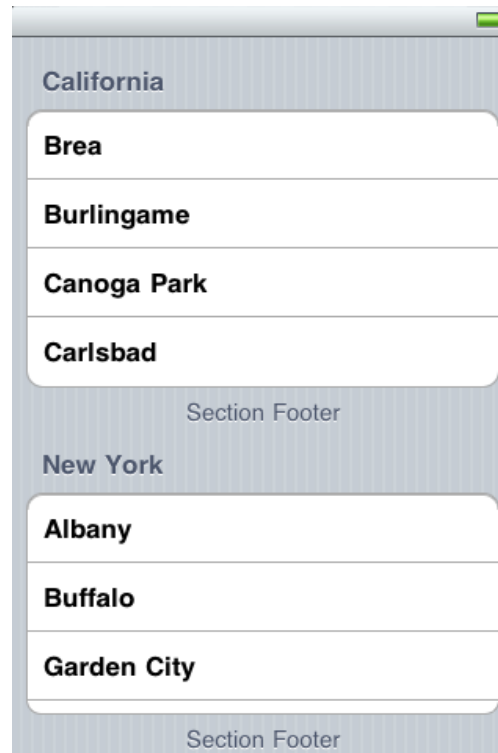 California
Brea
Burlingame
Canoga Park
Carlsbad
Section Footer
New York
Albany
Buffalo
Garden City
Section Footer